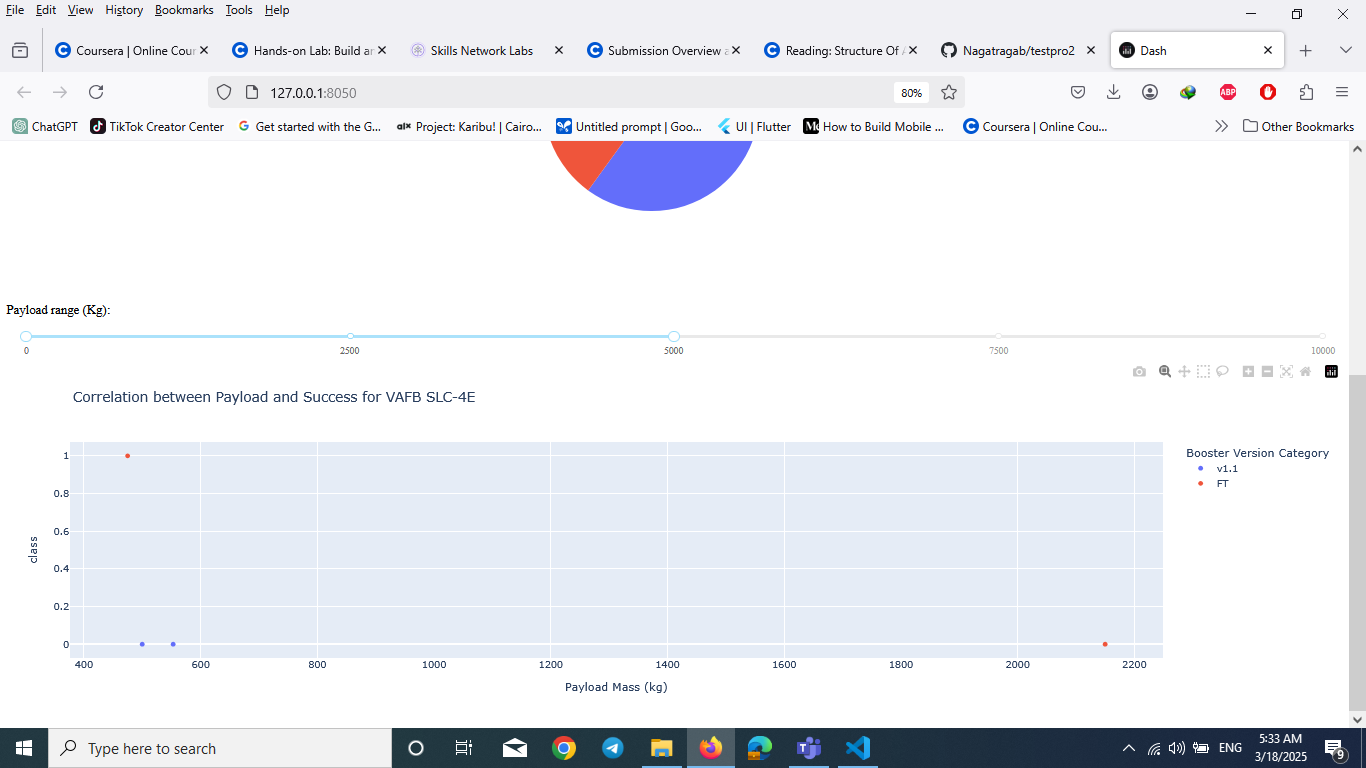 File Edit View History Bookmarks Tools Help
Coursera | Online Cour
Hands-on Lab: Build an
Skills Network Labs
Submission Overview a
Reading: Structure Of A
Nagatragab/testpro2
Dash
127.0.0.1:8050
80%
ABP
ChatGPT
TikTok Creator Center
Get started with the G...
alx Project: Karibu! | Cairo...
Untitled prompt | Goo...
UI | Flutter
How to Build Mobile ...
Coursera | Online Cou...
Other Bookmarks
Payload range (Kg):
0 2500 5000 7500 10000
Correlation between Payload and Success for VAFB SLC-4E
Booster Version Category
v1.1
FT
1
0.8
0.6
0.4
0.2
0
class
400 600 800 1000 1200 1400 1600 1800 2000 2200
Payload Mass (kg)
Type here to search
ENG
5:33 AM
3/18/2025
9